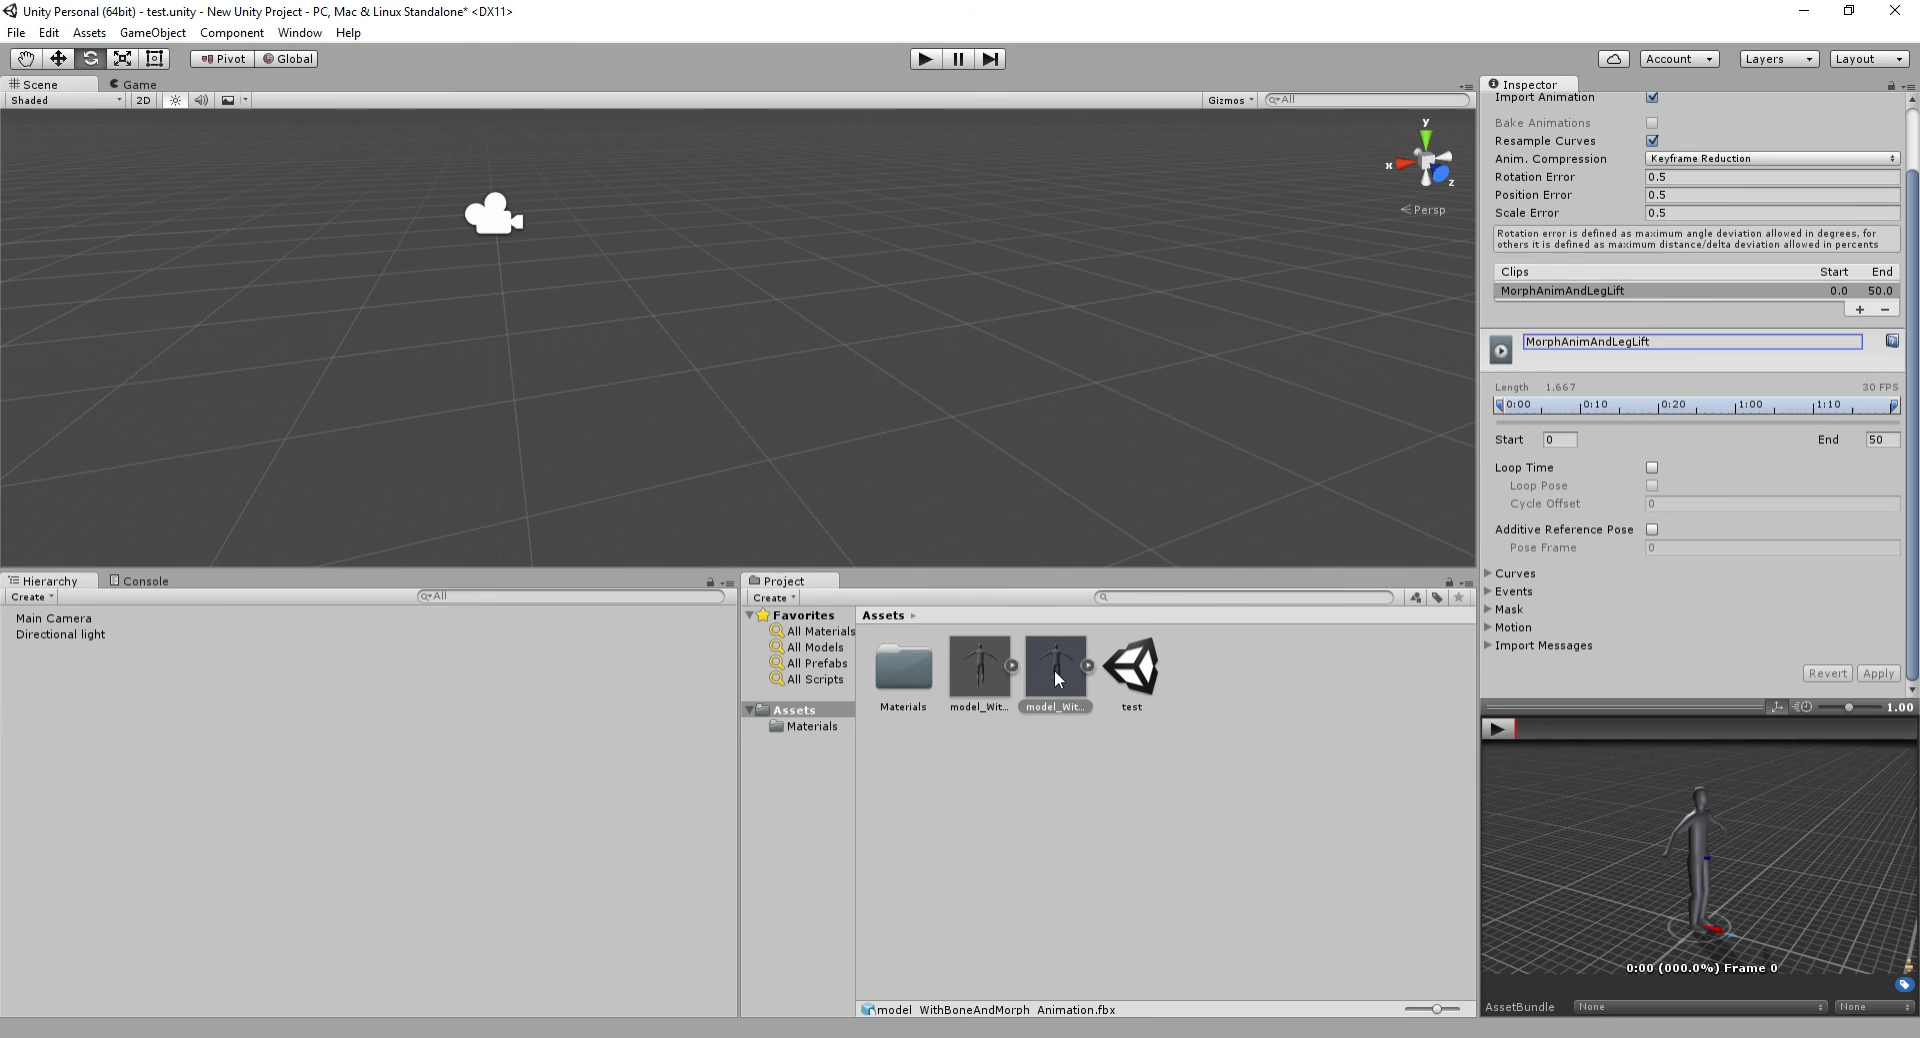 Unity Personal (64bit) - test.unity - New Unity Project - PC, Mac & Linux Standalone* <DX11>
File Edit Assets GameObject Component Window Help
Pivot Global Account Layers Layout
Scene Game
Shaded 2D Gizmos All
y
x
z
Persp
Inspector
Import Animation
Bake Animations
Resample Curves
Anim. Compression Keyframe Reduction
Rotation Error 0.5
Position Error 0.5
Scale Error 0.5
Rotation error is defined as maximum angle deviation allowed in degrees, for
others it is defined as maximum distance/delta deviation allowed in percents
Clips Start End
MorphAnimAndLegLift 0.0 50.0
+ −
MorphAnimAndLegLift
Length 1.667 30 FPS
0:00 0:10 0:20 1:00 1:10
Start 0 End 50
Loop Time
Loop Pose
Cycle Offset 0
Additive Reference Pose
Pose Frame 0
Curves
Events
Mask
Motion
Import Messages
Revert Apply
1.00
0:00 (000.0%) Frame 0
AssetBundle None None
Hierarchy Console
Create All
Main Camera
Directional light
Project
Create
Favorites
All Materials
All Models
All Prefabs
All Scripts
Assets
Materials
Assets
Materials model_Wit... model_Wit... test
model_WithBoneAndMorph_Animation.fbx